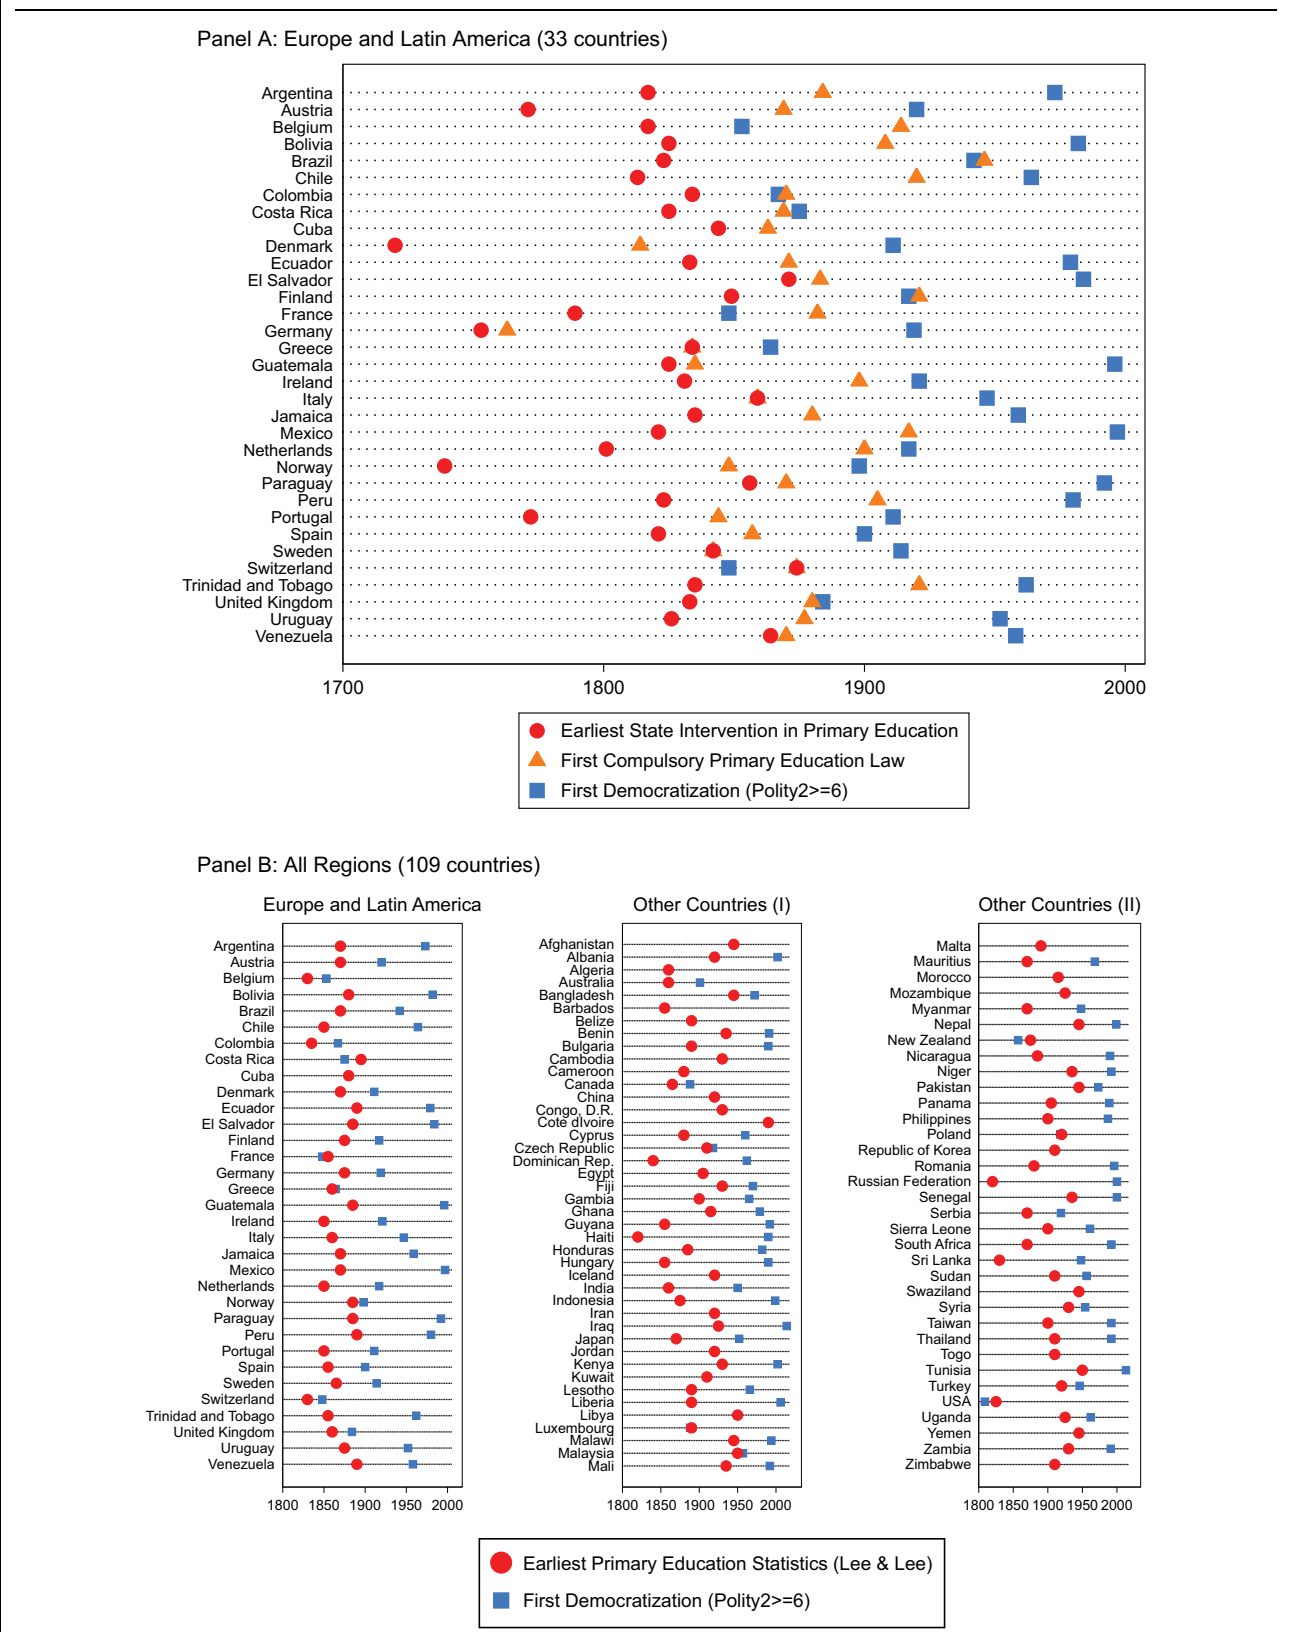 Panel A: Europe and Latin America (33 countries)
Argentina
Austria
Belgium
Bolivia
Brazil
Chile
Colombia
Costa Rica
Cuba
Denmark
Ecuador
El Salvador
Finland
France
Germany
Greece
Guatemala
Ireland
Italy
Jamaica
Mexico
Netherlands
Norway
Paraguay
Peru
Portugal
Spain
Sweden
Switzerland
Trinidad and Tobago
United Kingdom
Uruguay
Venezuela
1700 1800 1900 2000
Earliest State Intervention in Primary Education
First Compulsory Primary Education Law
First Democratization (Polity2>=6)
Panel B: All Regions (109 countries)
Europe and Latin America
Argentina
Austria
Belgium
Bolivia
Brazil
Chile
Colombia
Costa Rica
Cuba
Denmark
Ecuador
El Salvador
Finland
France
Germany
Greece
Guatemala
Ireland
Italy
Jamaica
Mexico
Netherlands
Norway
Paraguay
Peru
Portugal
Spain
Sweden
Switzerland
Trinidad and Tobago
United Kingdom
Uruguay
Venezuela
1800 1850 1900 1950 2000
Other Countries (I)
Afghanistan
Albania
Algeria
Australia
Bangladesh
Barbados
Belize
Benin
Bulgaria
Cambodia
Cameroon
Canada
China
Congo, D.R.
Cote dIvoire
Cyprus
Czech Republic
Dominican Rep.
Egypt
Fiji
Gambia
Ghana
Guyana
Haiti
Honduras
Hungary
Iceland
India
Indonesia
Iran
Iraq
Japan
Jordan
Kenya
Kuwait
Lesotho
Liberia
Libya
Luxembourg
Malawi
Malaysia
Mali
1800 1850 1900 1950 2000
Other Countries (II)
Malta
Mauritius
Morocco
Mozambique
Myanmar
Nepal
New Zealand
Nicaragua
Niger
Pakistan
Panama
Philippines
Poland
Republic of Korea
Romania
Russian Federation
Senegal
Serbia
Sierra Leone
South Africa
Sri Lanka
Sudan
Swaziland
Syria
Taiwan
Thailand
Togo
Tunisia
Turkey
USA
Uganda
Yemen
Zambia
Zimbabwe
1800 1850 1900 1950 2000
Earliest Primary Education Statistics (Lee & Lee)
First Democratization (Polity2>=6)